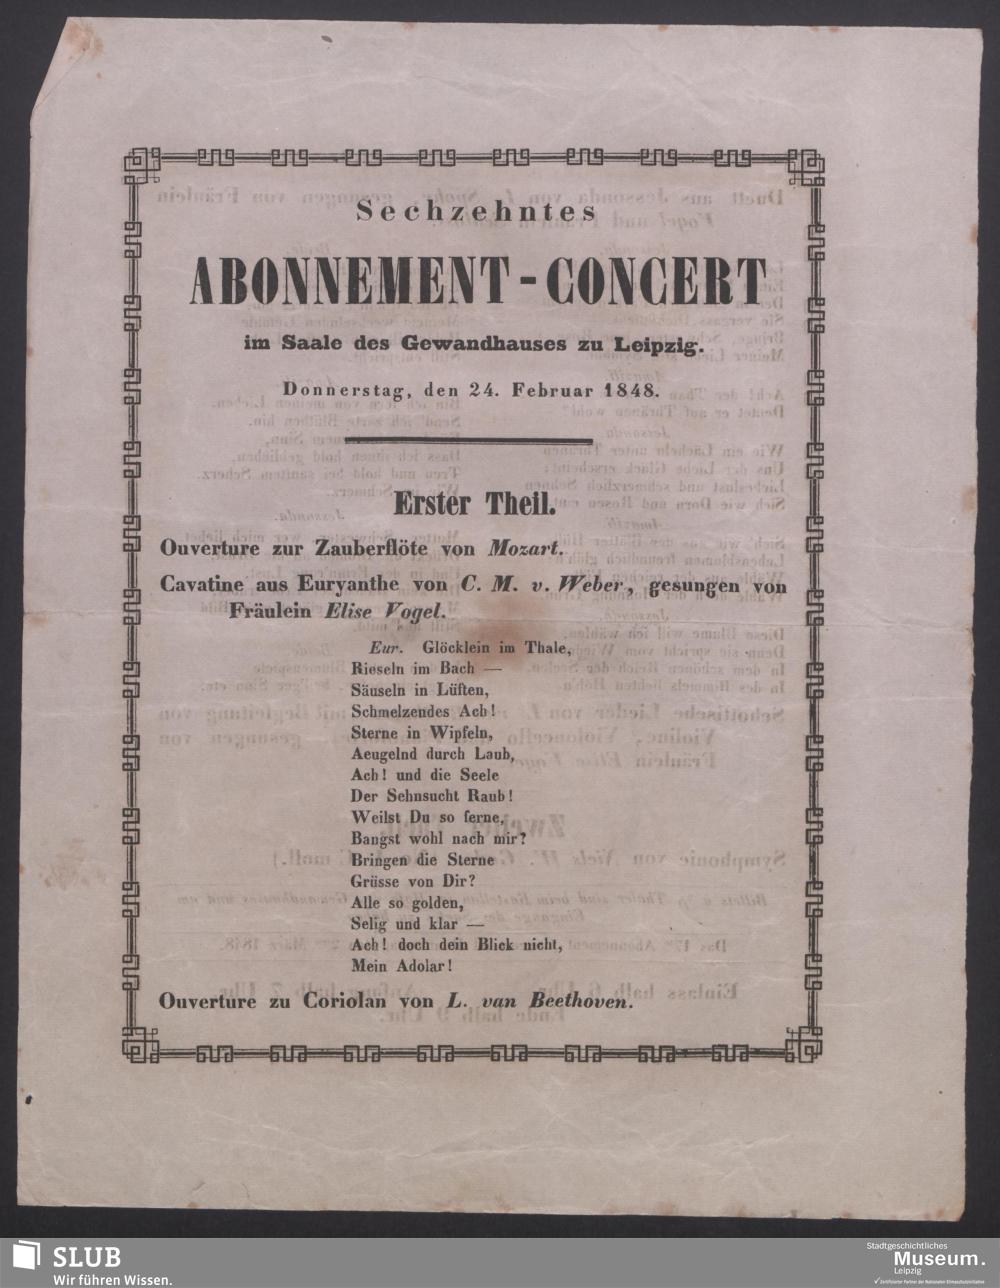 Sechzehntes
ABONNEMENT-CONCERT
im Saale des Gewandhauses zu Leipzig.
Donnerstag, den 24. Februar 1848.
Erster Theil.
Ouverture zur Zauberflöte von Mozart.
Cavatine aus Euryanthe von C. M. v. Weber, gesungen von
Fräulein Elise Vogel.
Eur. Glöcklein im Thale,
Rieseln im Bach —
Säuseln in Lüften,
Schmelzendes Ach!
Sterne in Wipfeln,
Aeugelnd durch Laub,
Ach! und die Seele
Der Sehnsucht Raub!
Weilst Du so ferne,
Bangst wohl nach mir?
Bringen die Sterne
Grüsse von Dir?
Alle so golden,
Selig und klar —
Ach! doch dein Blick nicht,
Mein Adolar!
Ouverture zu Coriolan von L. van Beethoven.
SLUB
Wir führen Wissen.
Stadtgeschichtliches
Museum.
Leipzig
Zertifizierter Partner der Nationalen Klimaschutzinitiative